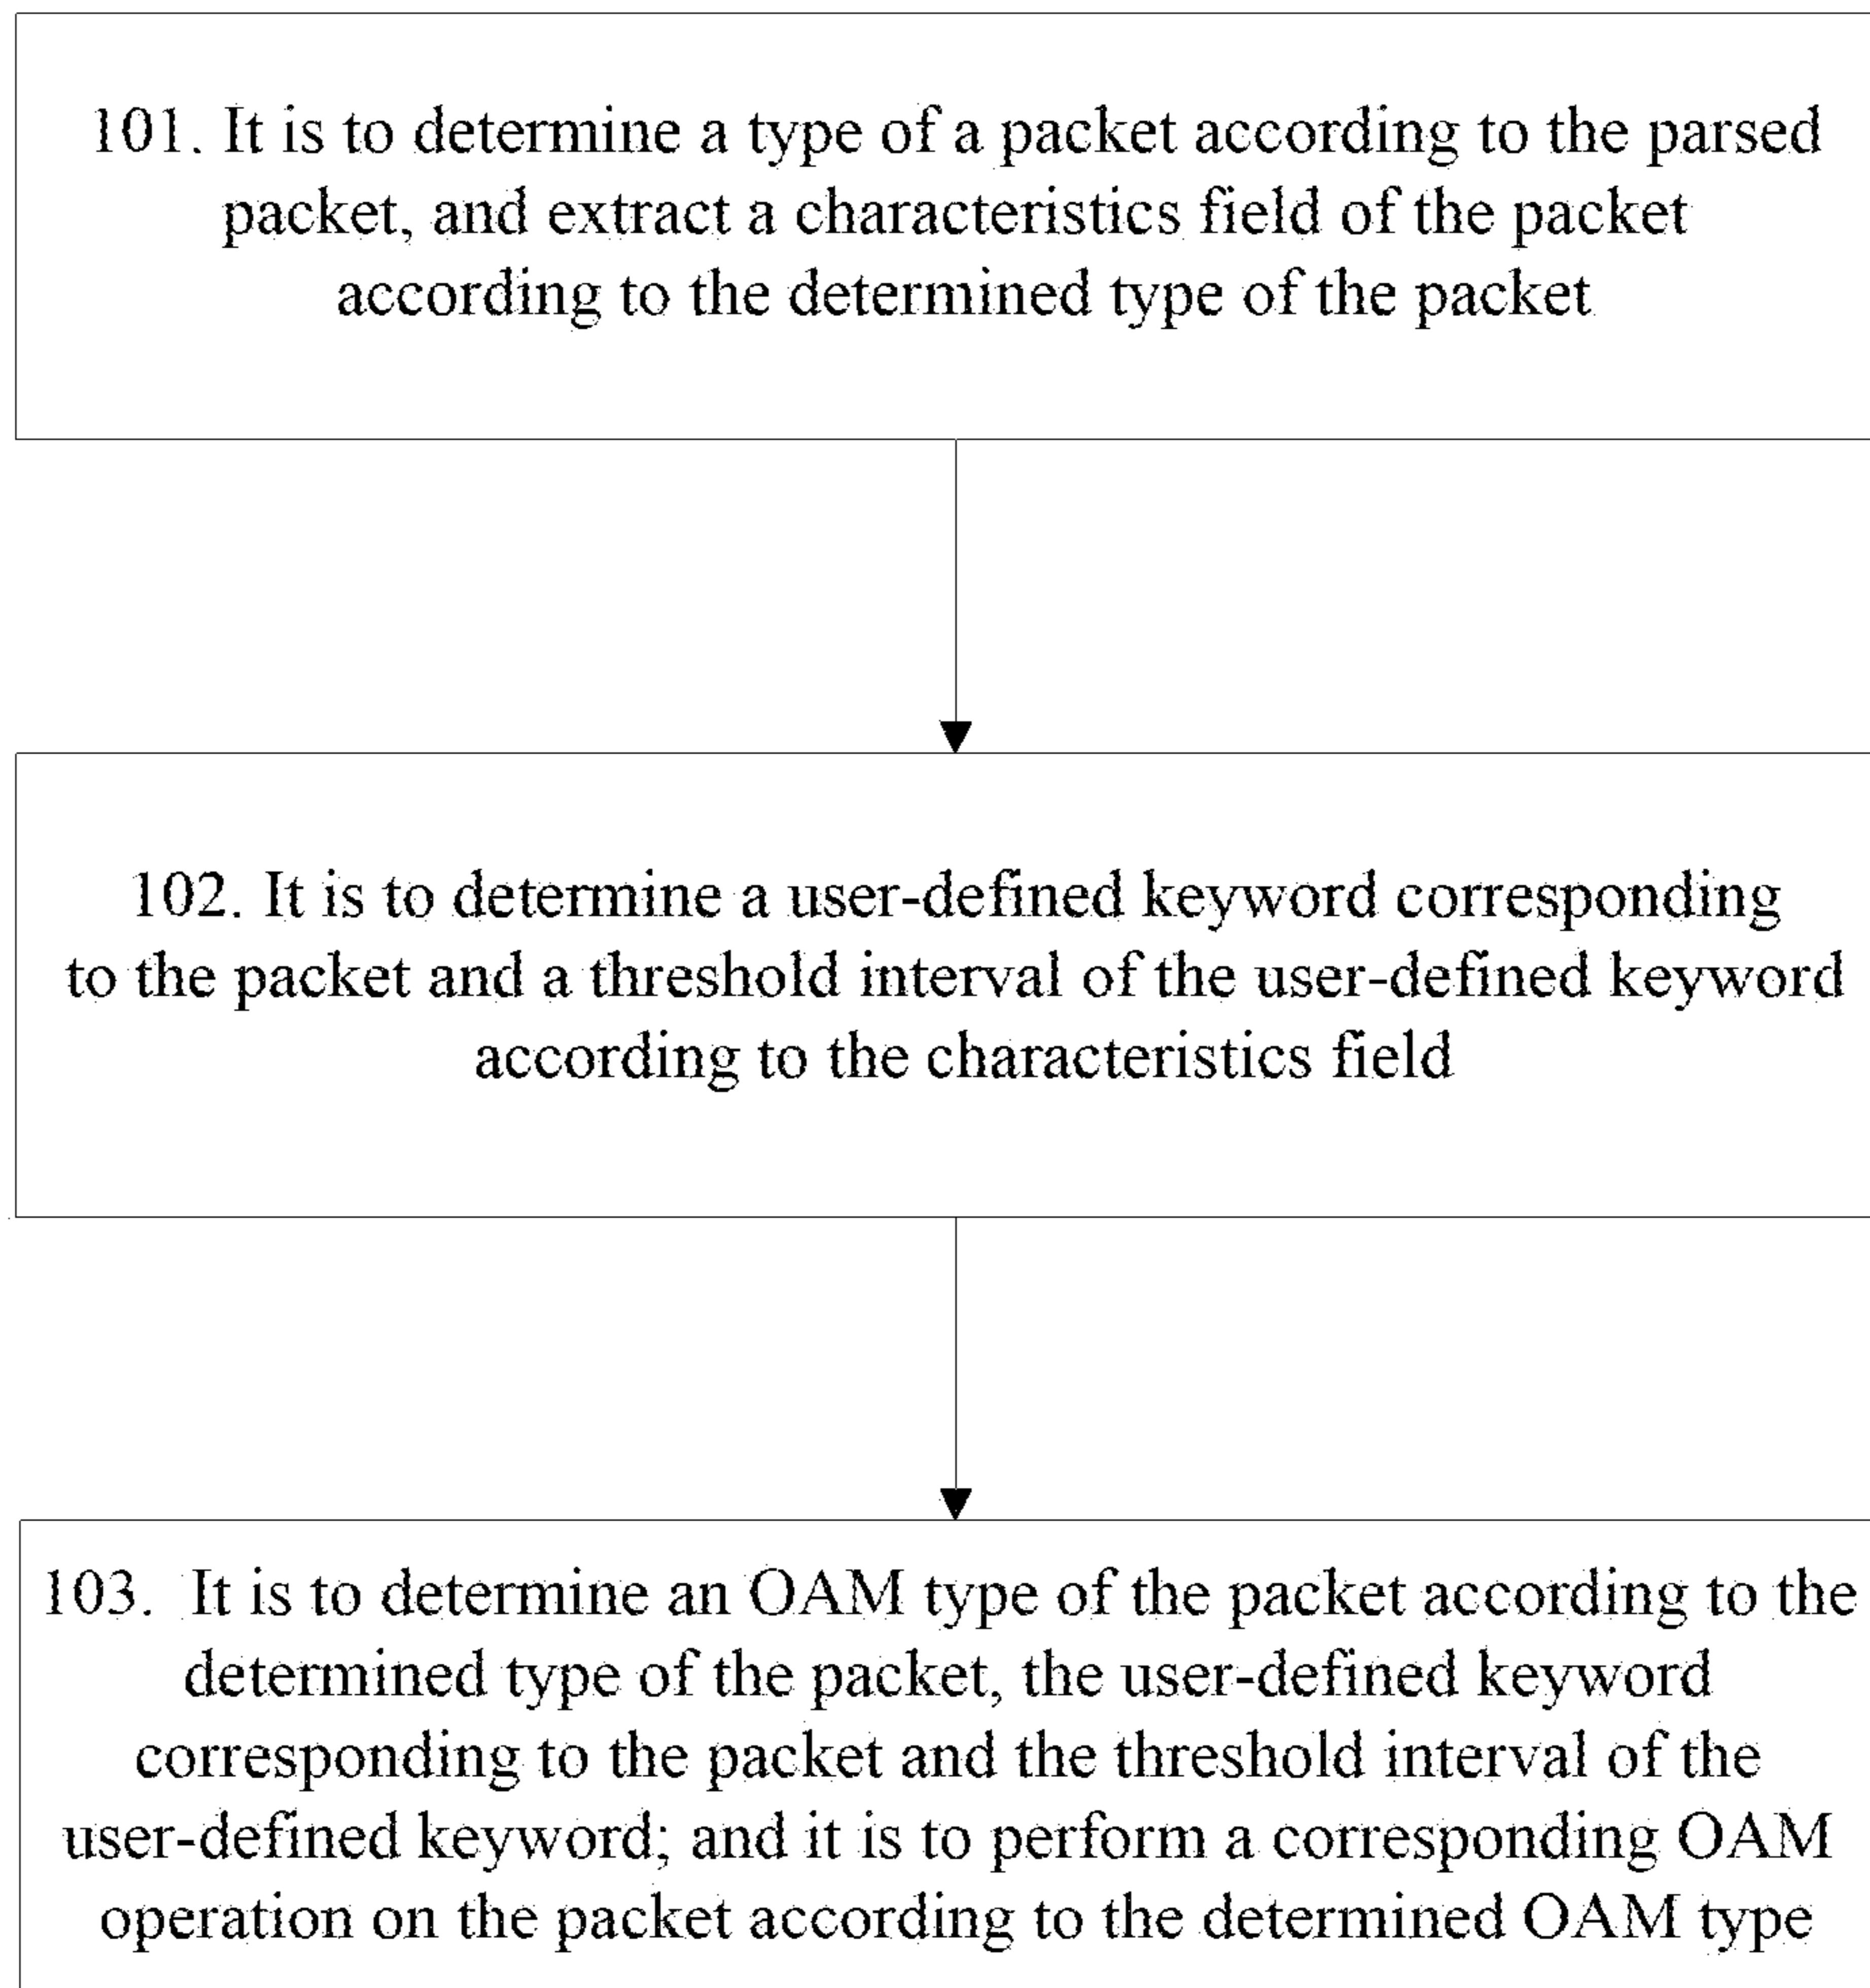 101. It is to determine a type of a packet according to the parsed
packet, and extract a characteristics field of the packet
according to the determined type of the packet
102. It is to determine a user-defined keyword corresponding
to the packet and a threshold interval of the user-defined keyword
according to the characteristics field
103. It is to determine an OAM type of the packet according to the
determined type of the packet, the user-defined keyword
corresponding to the packet and the threshold interval of the
user-defined keyword; and it is to perform a corresponding OAM
operation on the packet according to the determined OAM type